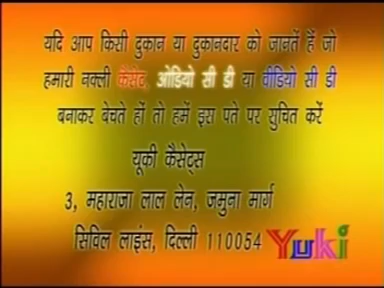 यदि आप किसी दुकान या दुकानदार को जानतें हैं जो
हमारी नक्ली कैसेट, ओडियो सी डी या वीडियो सी डी
बनाकर बेचते हों तो हमें इस पते पर सुचित करें
यूकी कैसेट्स
3, महाराजा लाल लेन, जमुना मार्ग
सिविल लाइंस, दिल्ली 110054
Yuki